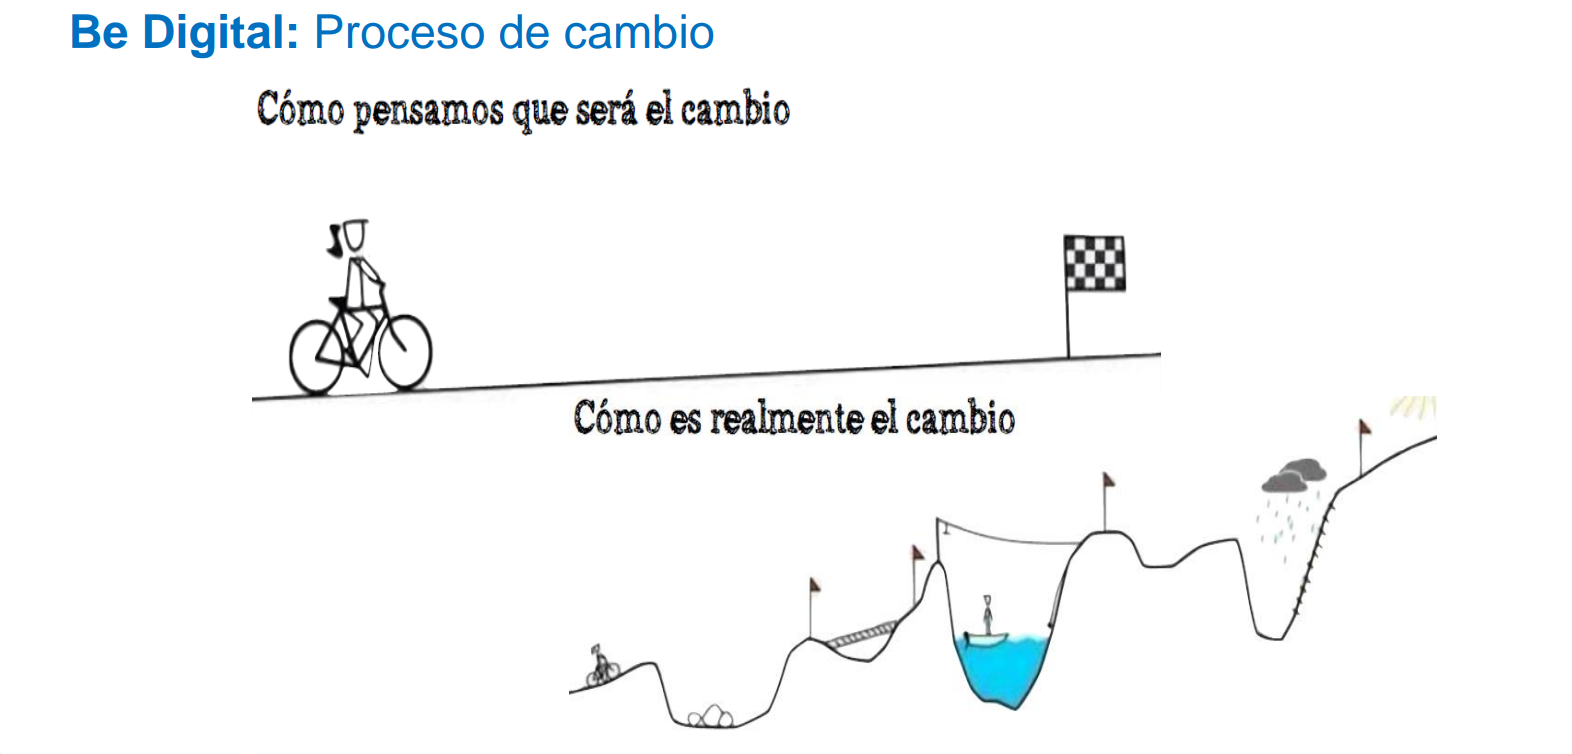 Be Digital: Proceso de cambio
Cómo pensamos que será el cambio
Cómo es realmente el cambio